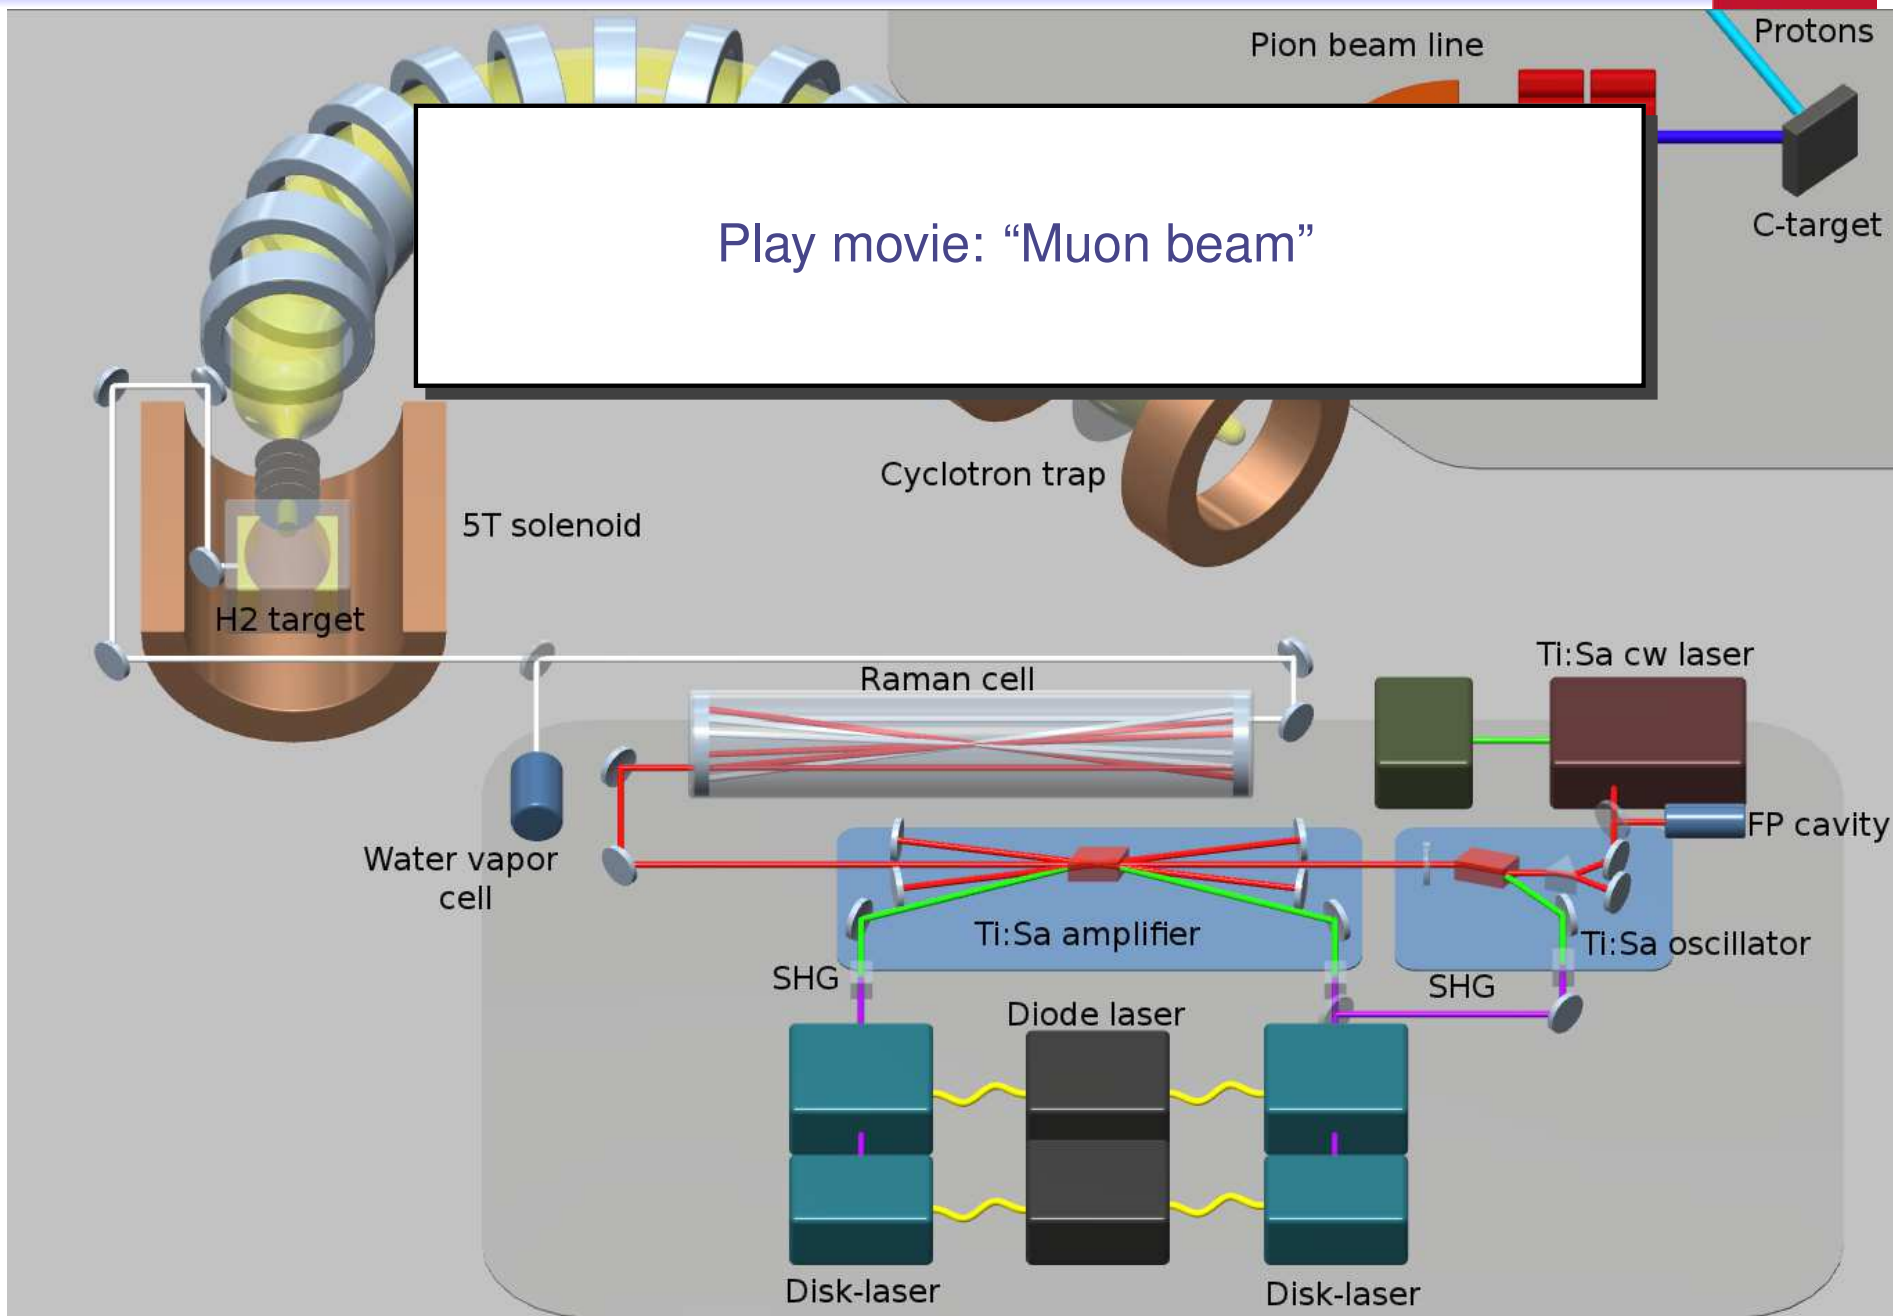 Protons
Pion beam line
C-target
Play movie: “Muon beam”
Cyclotron trap
5T solenoid
H2 target
Ti:Sa cw laser
Raman cell
FP cavity
Water vapor
cell
Ti:Sa amplifier
Ti:Sa oscillator
SHG
SHG
Diode laser
Disk-laser
Disk-laser